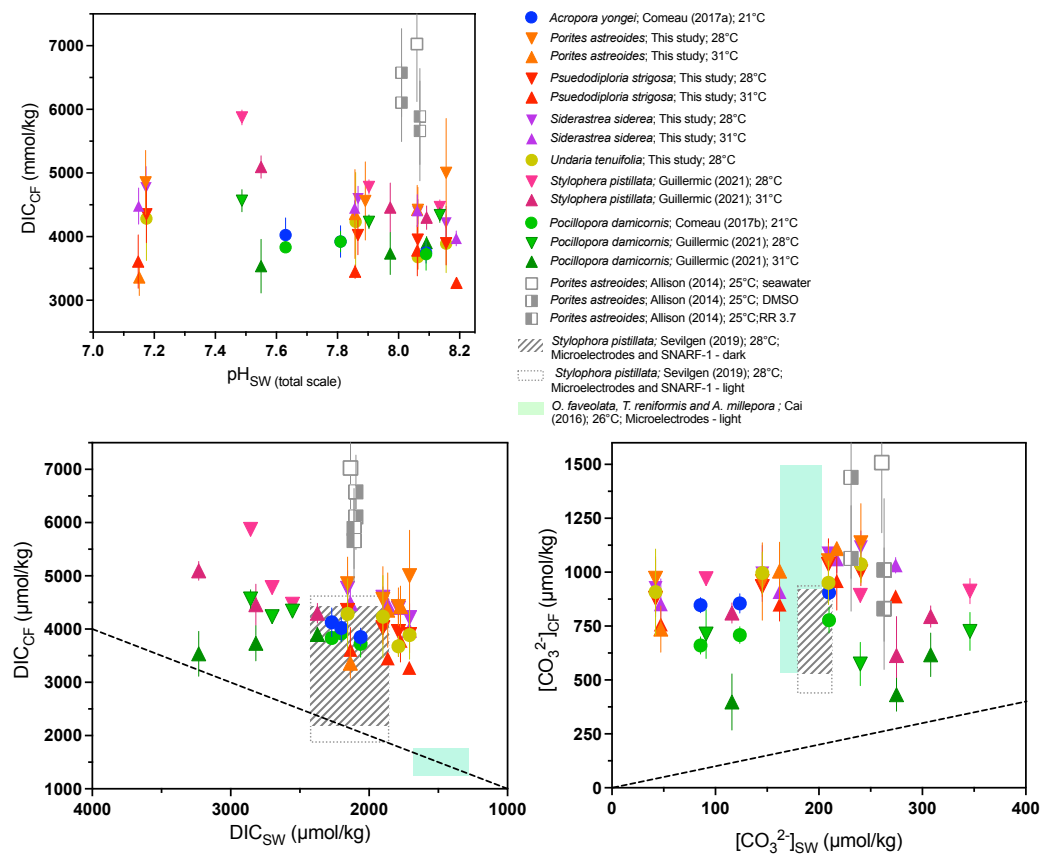 7000
6000
5000
4000
3000
DIC_CF (mmol/kg)
7.0
7.2
7.4
7.6
7.8
8.0
8.2
pH_SW (total scale)
Acropora yongei; Comeau (2017a); 21°C
Porites astreoides; This study; 28°C
Porites astreoides; This study; 31°C
Psuedodiploria strigosa; This study; 28°C
Psuedodiploria strigosa; This study; 31°C
Siderastrea siderea; This study; 28°C
Siderastrea siderea; This study; 31°C
Undaria tenuifolia; This study; 28°C
Stylophera pistillata; Guillermic (2021); 28°C
Stylophera pistillata; Guillermic (2021); 31°C
Pocillopora damicornis; Comeau (2017b); 21°C
Pocillopora damicornis; Guillermic (2021); 28°C
Pocillopora damicornis; Guillermic (2021); 31°C
Porites astreoides; Allison (2014); 25°C; seawater
Porites astreoides; Allison (2014); 25°C; DMSO
Porites astreoides; Allison (2014); 25°C;RR 3.7
Stylophora pistillata; Sevilgen (2019); 28°C;
Microelectrodes and SNARF-1 - dark
Stylophora pistillata; Sevilgen (2019); 28°C;
Microelectrodes and SNARF-1 - light
O. faveolata, T. reniformis and A. millepora ; Cai
(2016); 26°C; Microelectrodes - light
7000
6000
5000
4000
3000
2000
1000
DIC_CF (µmol/kg)
4000
3000
2000
1000
DIC_SW (µmol/kg)
1500
1250
1000
750
500
250
0
[CO₃²⁻]_CF (µmol/kg)
0
100
200
300
400
[CO₃²⁻]_SW (µmol/kg)